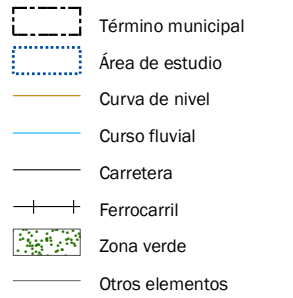 Término municipal
Área de estudio
Curva de nivel
Curso fluvial
Carretera
Ferrocarril
Zona verde
Otros elementos